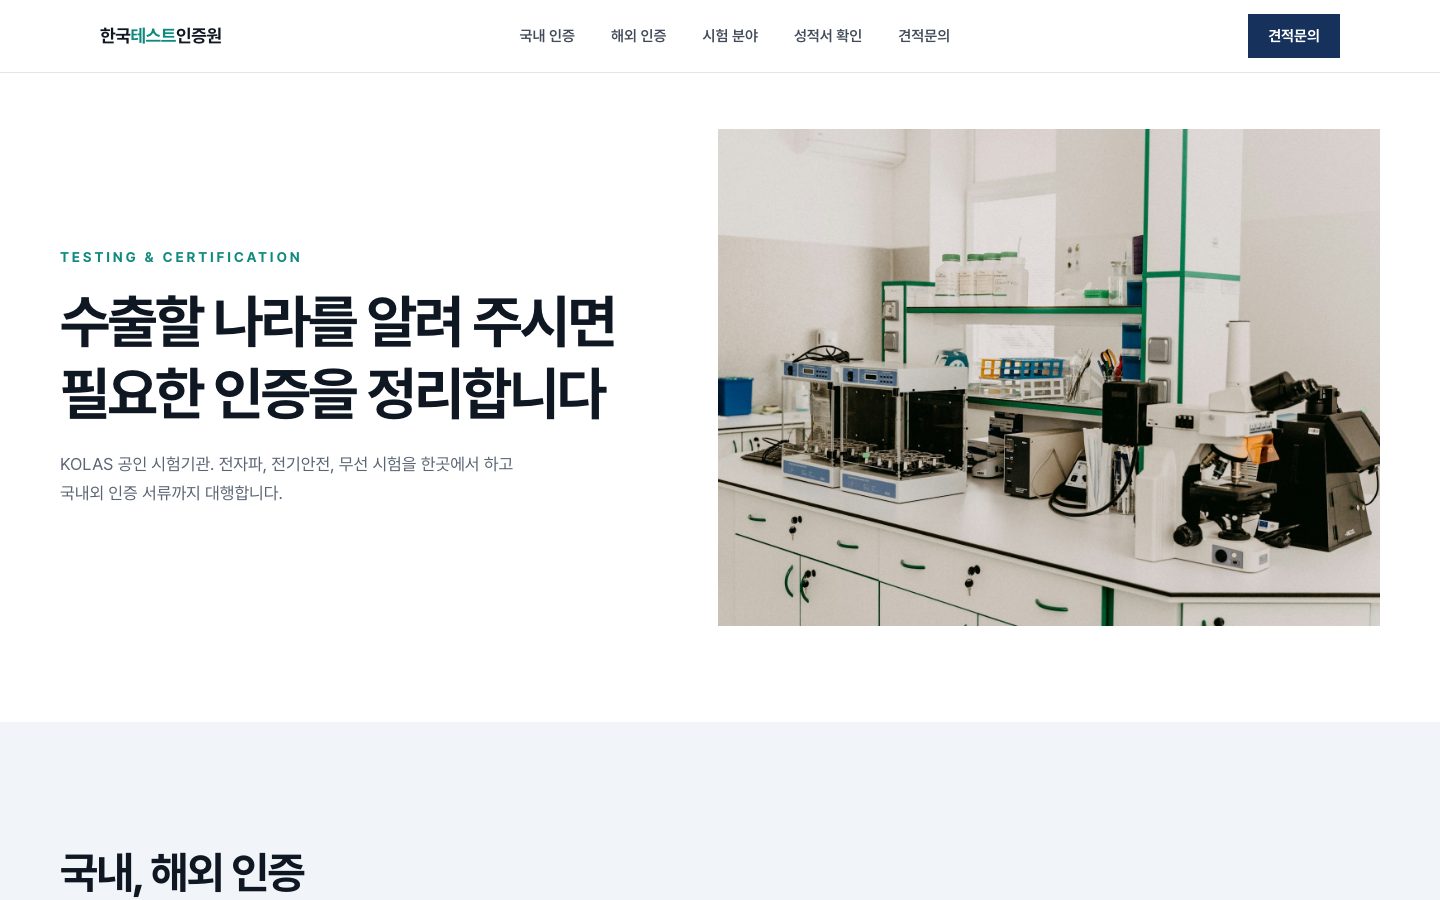 한국테스트인증원
국내 인증
해외 인증
시험 분야
성적서 확인
견적문의
견적문의
TESTING & CERTIFICATION
수출할 나라를 알려 주시면
필요한 인증을 정리합니다
KOLAS 공인 시험기관. 전자파, 전기안전, 무선 시험을 한곳에서 하고
국내외 인증 서류까지 대행합니다.
국내, 해외 인증